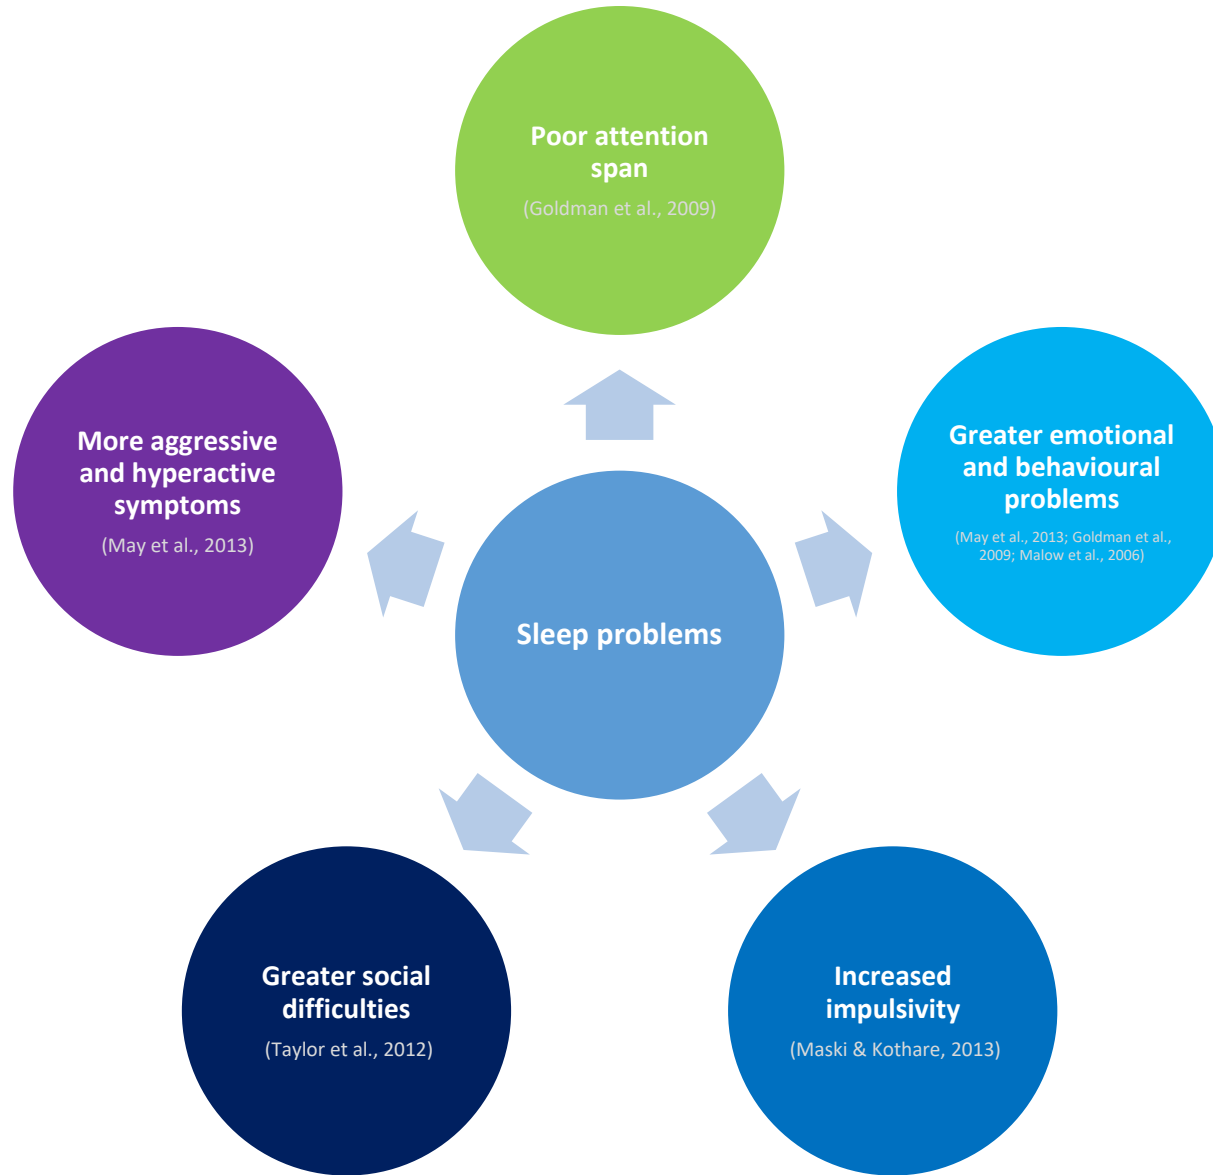 Poor attention
span
(Goldman et al., 2009)
More aggressive
and hyperactive
symptoms
(May et al., 2013)
Greater emotional
and behavioural
problems
(May et al., 2013; Goldman et al.,
2009; Malow et al., 2006)
Sleep problems
Greater social
difficulties
(Taylor et al., 2012)
Increased
impulsivity
(Maski & Kothare, 2013)